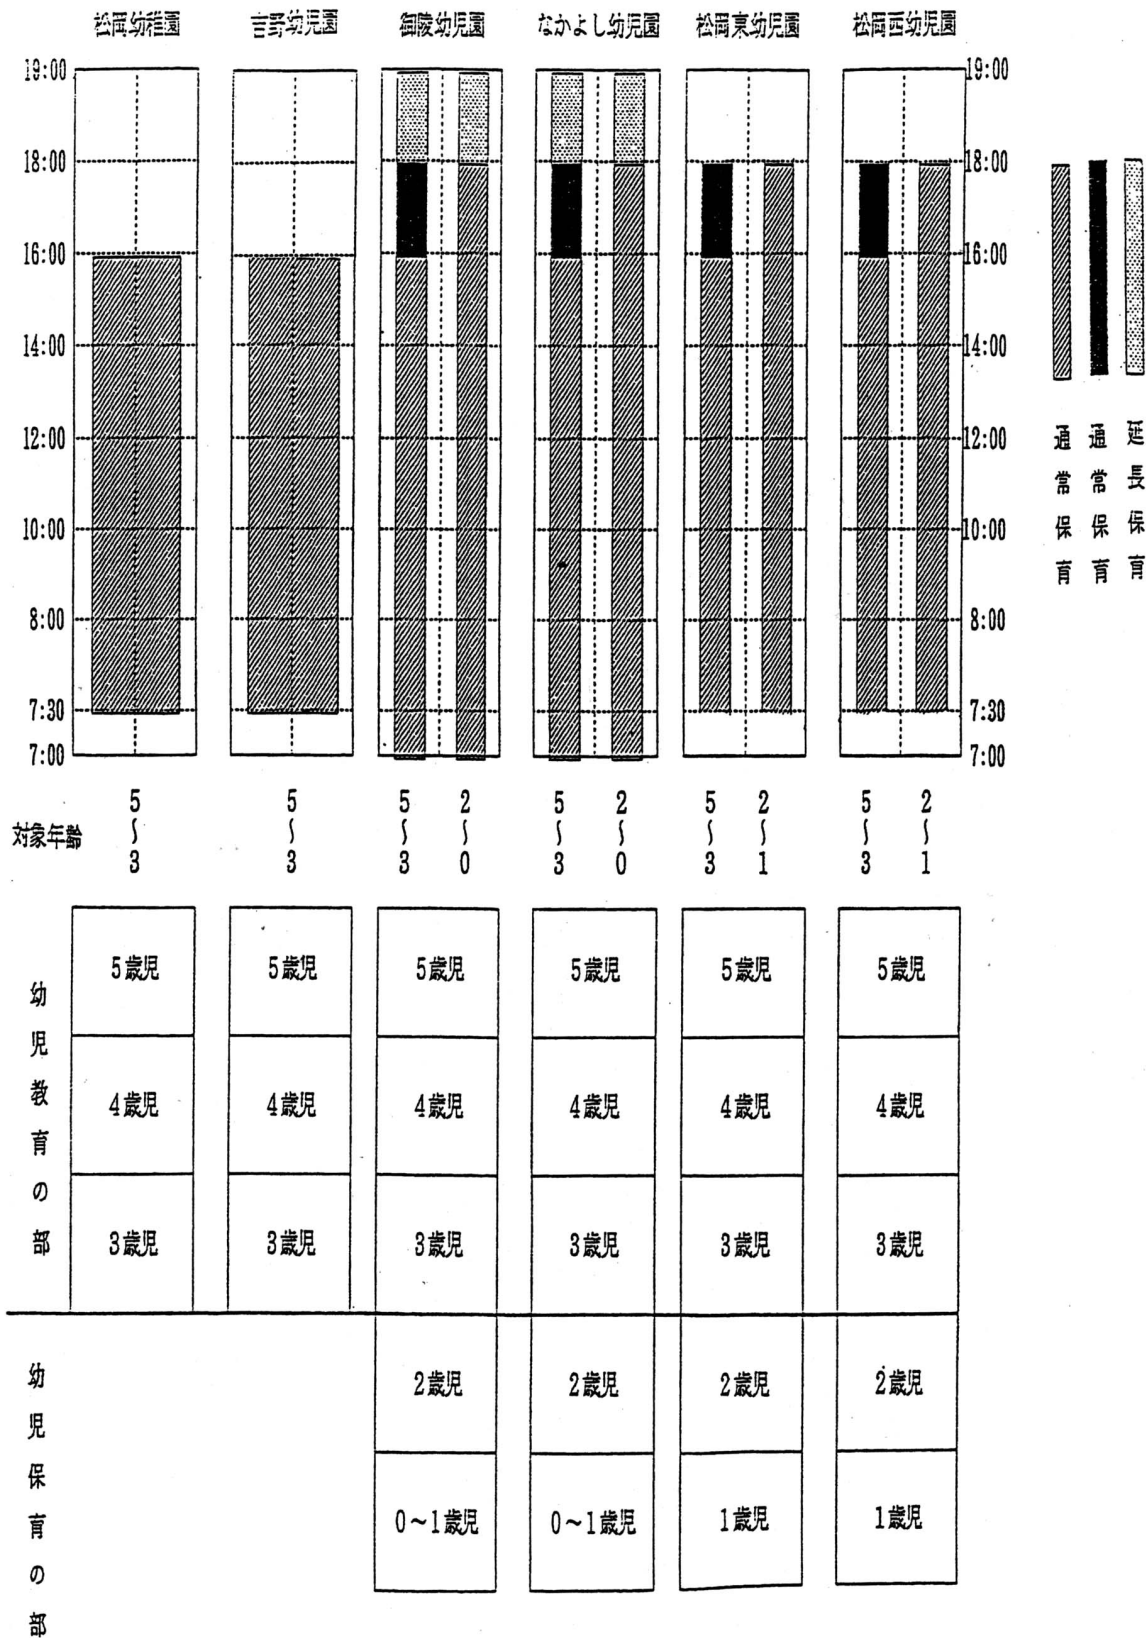 松岡幼稚園 吉野幼児園 御陵幼児園 なかよし幼児園 松岡東幼児園 松岡西幼児園
19:00 19:00
18:00 18:00
16:00 16:00
14:00 14:00
12:00 12:00
10:00 10:00
8:00 8:00
7:30 7:30
7:00 7:00
通常保育
通常保育
延長保育
対象年齢 5~3 5~3 5~3 2~0 5~3 2~0 5~3 2~1 5~3 2~1
幼児教育の部
5歳児 5歳児 5歳児 5歳児 5歳児 5歳児
4歳児 4歳児 4歳児 4歳児 4歳児 4歳児
3歳児 3歳児 3歳児 3歳児 3歳児 3歳児
幼児保育の部
2歳児 2歳児 2歳児 2歳児
0~1歳児 0~1歳児 1歳児 1歳児